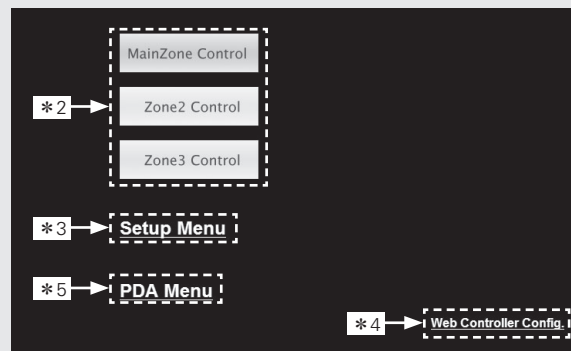 MainZone Control
✻2
Zone2 Control
Zone3 Control
✻3
Setup Menu
✻5
PDA Menu
✻4
Web Controller Config.